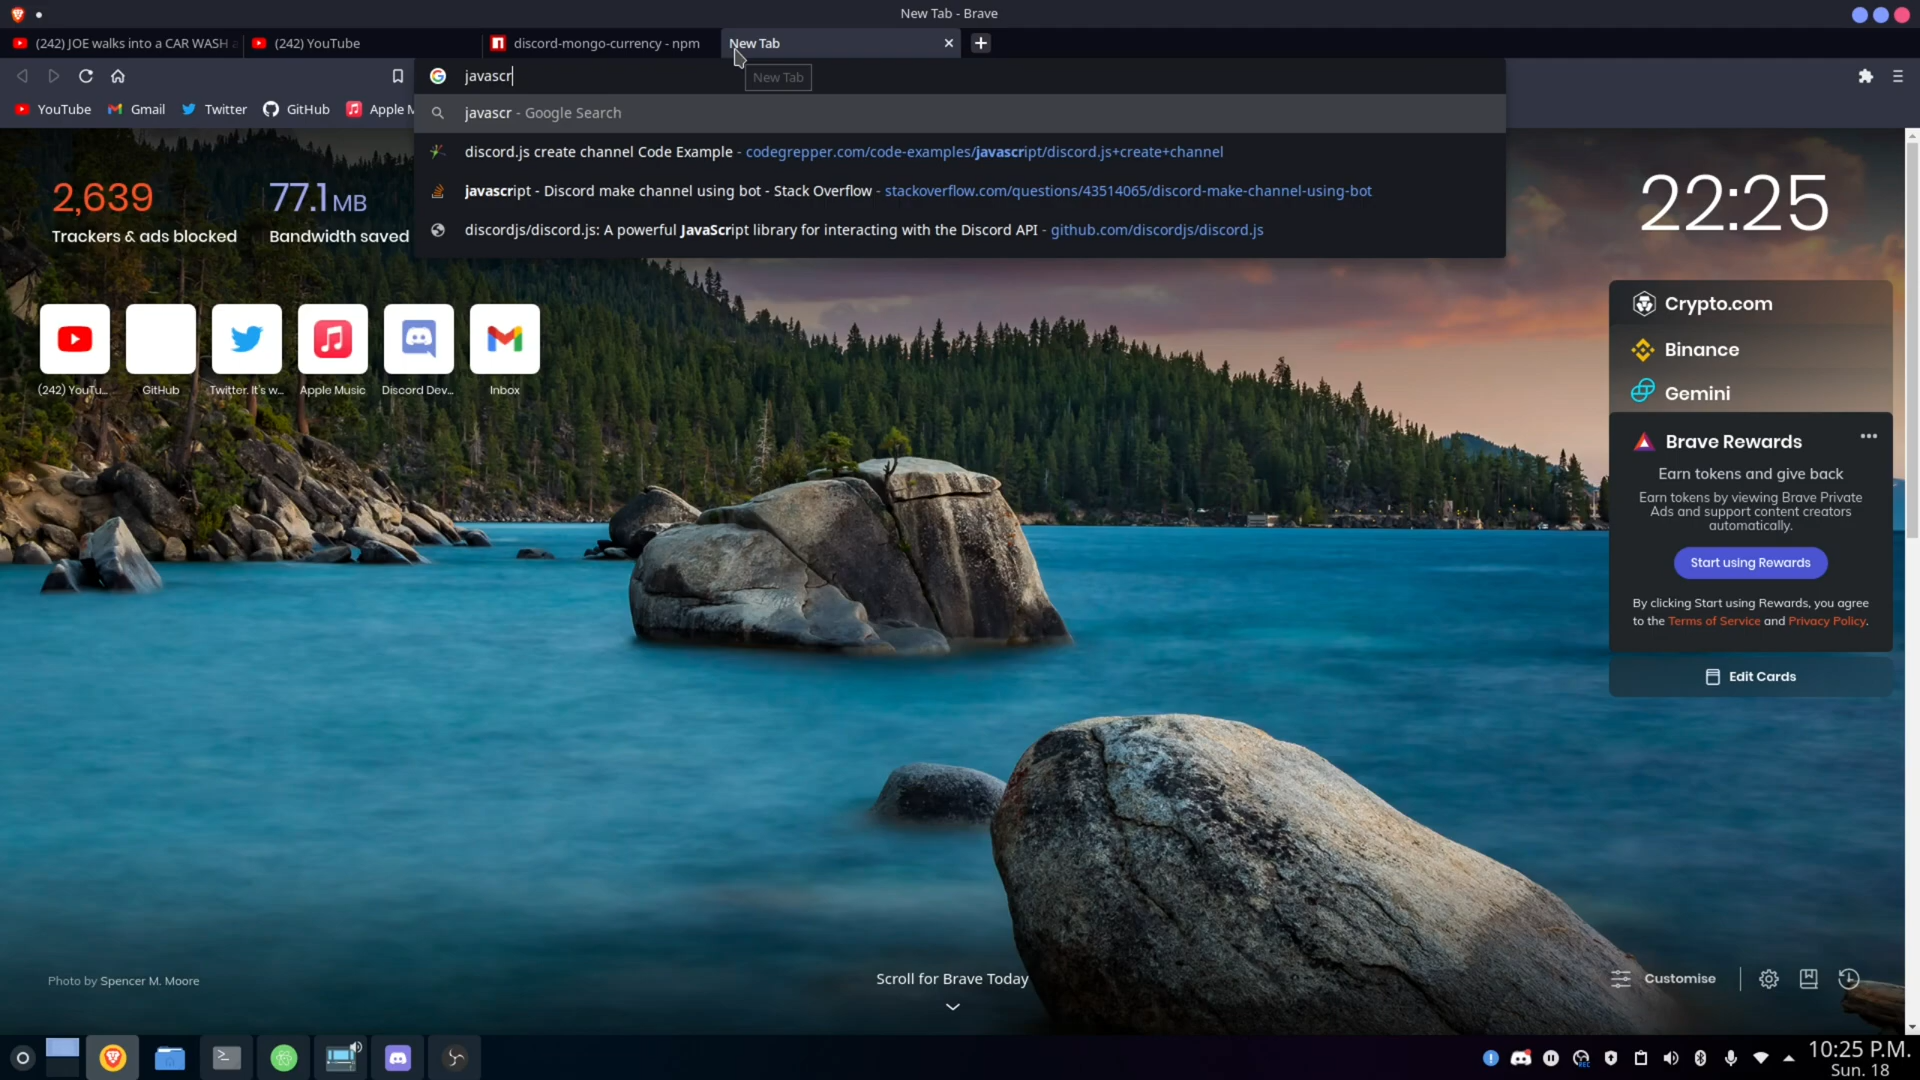 New Tab - Brave
(242) JOE walks into a CAR WASH
(242) YouTube
discord-mongo-currency - npm
New Tab
javascr
New Tab
YouTube
Gmail
Twitter
GitHub
Apple M
javascr - Google Search
discord.js create channel Code Example - codegrepper.com/code-examples/javascript/discord.js+create+channel
javascript - Discord make channel using bot - Stack Overflow - stackoverflow.com/questions/43514065/discord-make-channel-using-bot
discordjs/discord.js: A powerful JavaScript library for interacting with the Discord API - github.com/discordjs/discord.js
2,639
Trackers & ads blocked
77.1 MB
Bandwidth saved
22:25
(242) YouTu...
GitHub
Twitter. It's w...
Apple Music
Discord Dev...
Inbox
Crypto.com
Binance
Gemini
Brave Rewards
Earn tokens and give back
Earn tokens by viewing Brave Private
Ads and support content creators
automatically.
Start using Rewards
By clicking Start using Rewards, you agree
to the Terms of Service and Privacy Policy.
Edit Cards
Photo by Spencer M. Moore
Scroll for Brave Today
Customise
REC
10:25 P.M.
Sun. 18